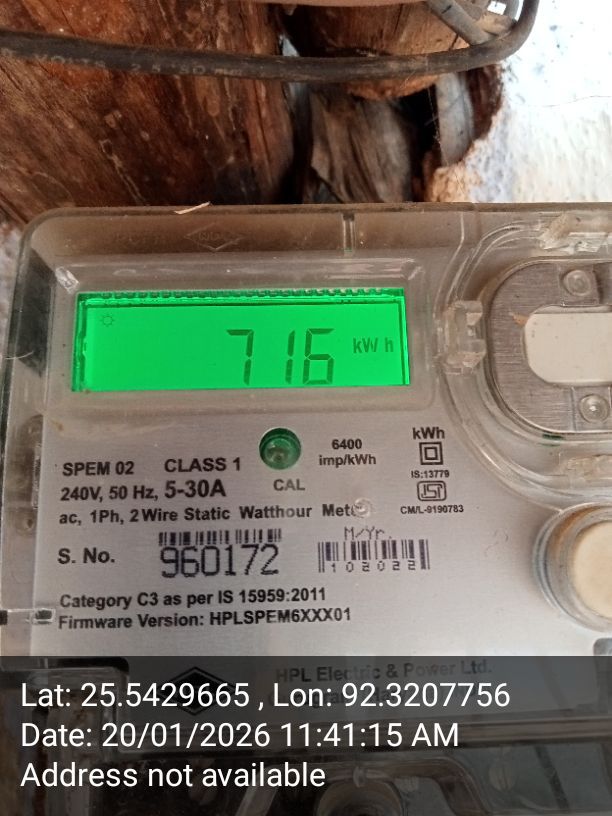 716 kWh
SPEM 02 CLASS 1
6400
imp/kWh
kWh
240V, 50 Hz, 5-30A
CAL
IS:13779
ISI
CM/L-9190783
ac, 1Ph, 2 Wire Static Watthour Meter
M/Yr.
S. No. 960172
102022
Category C3 as per IS 15959:2011
Firmware Version: HPLSPEM6XXX01
HPL Electric & Power Ltd.
Lat: 25.5429665 , Lon: 92.3207756
Date: 20/01/2026 11:41:15 AM
Address not available